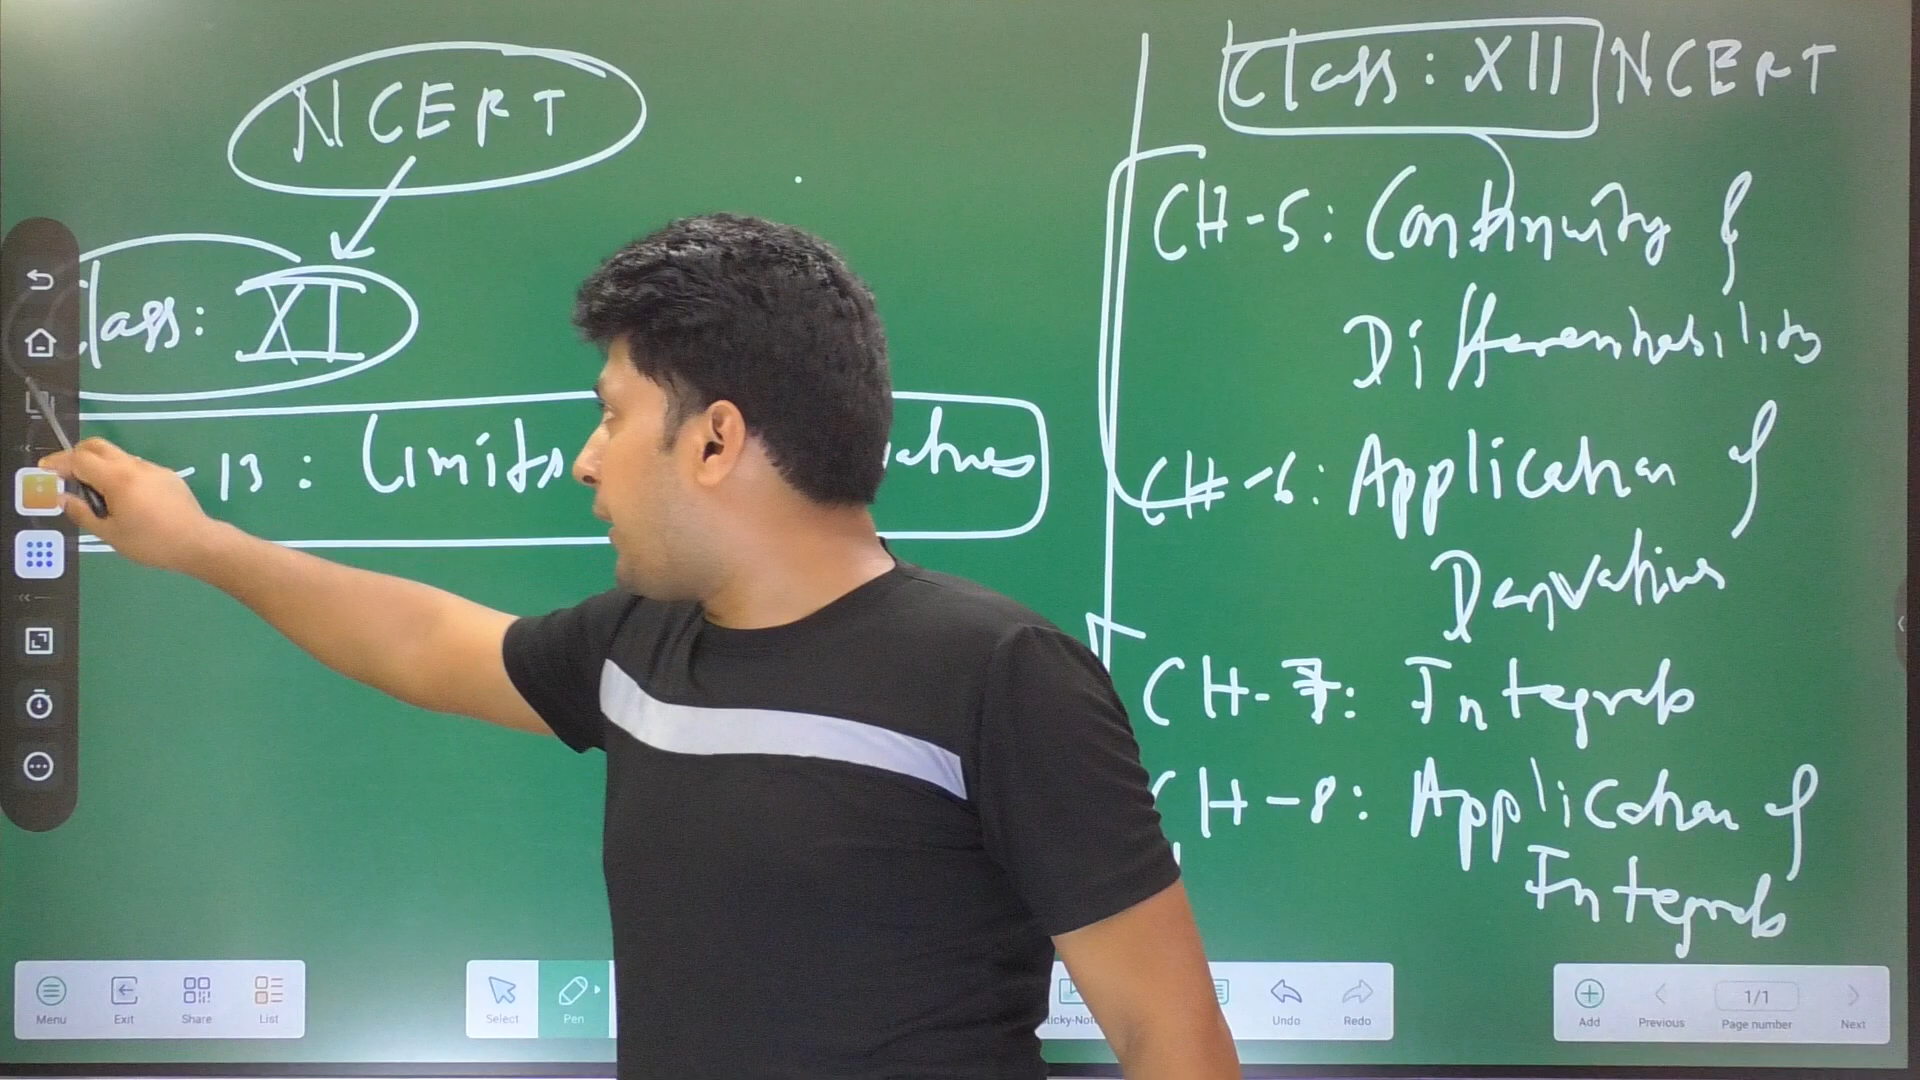 NCERT
Class: XI
-13: Limits
Class: XII NCERT
CH-5: Continuity &
Differentiability
CH-6: Application of
Derivatives
CH-7: Integrals
CH-8: Application of
Integrals
Menu Exit Share List
Select Pen
Undo Redo
Add Previous 1/1 Page number Next